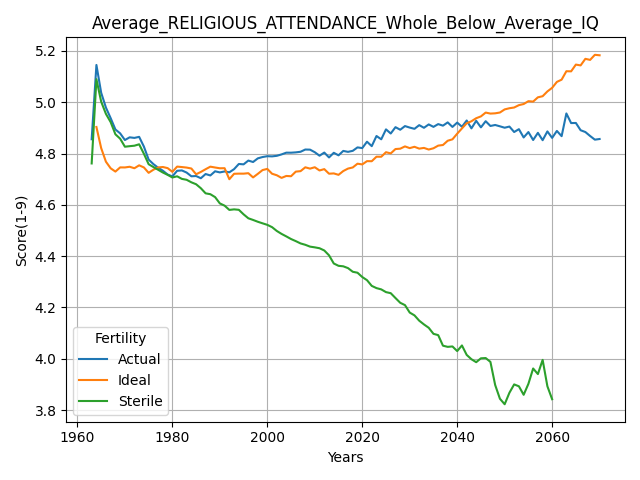 Average_RELIGIOUS_ATTENDANCE_Whole_Below_Average_IQ
5.2
5.0
4.8
4.6
4.4
4.2
4.0
3.8
Score(1-9)
Fertility
Actual
Ideal
Sterile
1960 1980 2000 2020 2040 2060
Years